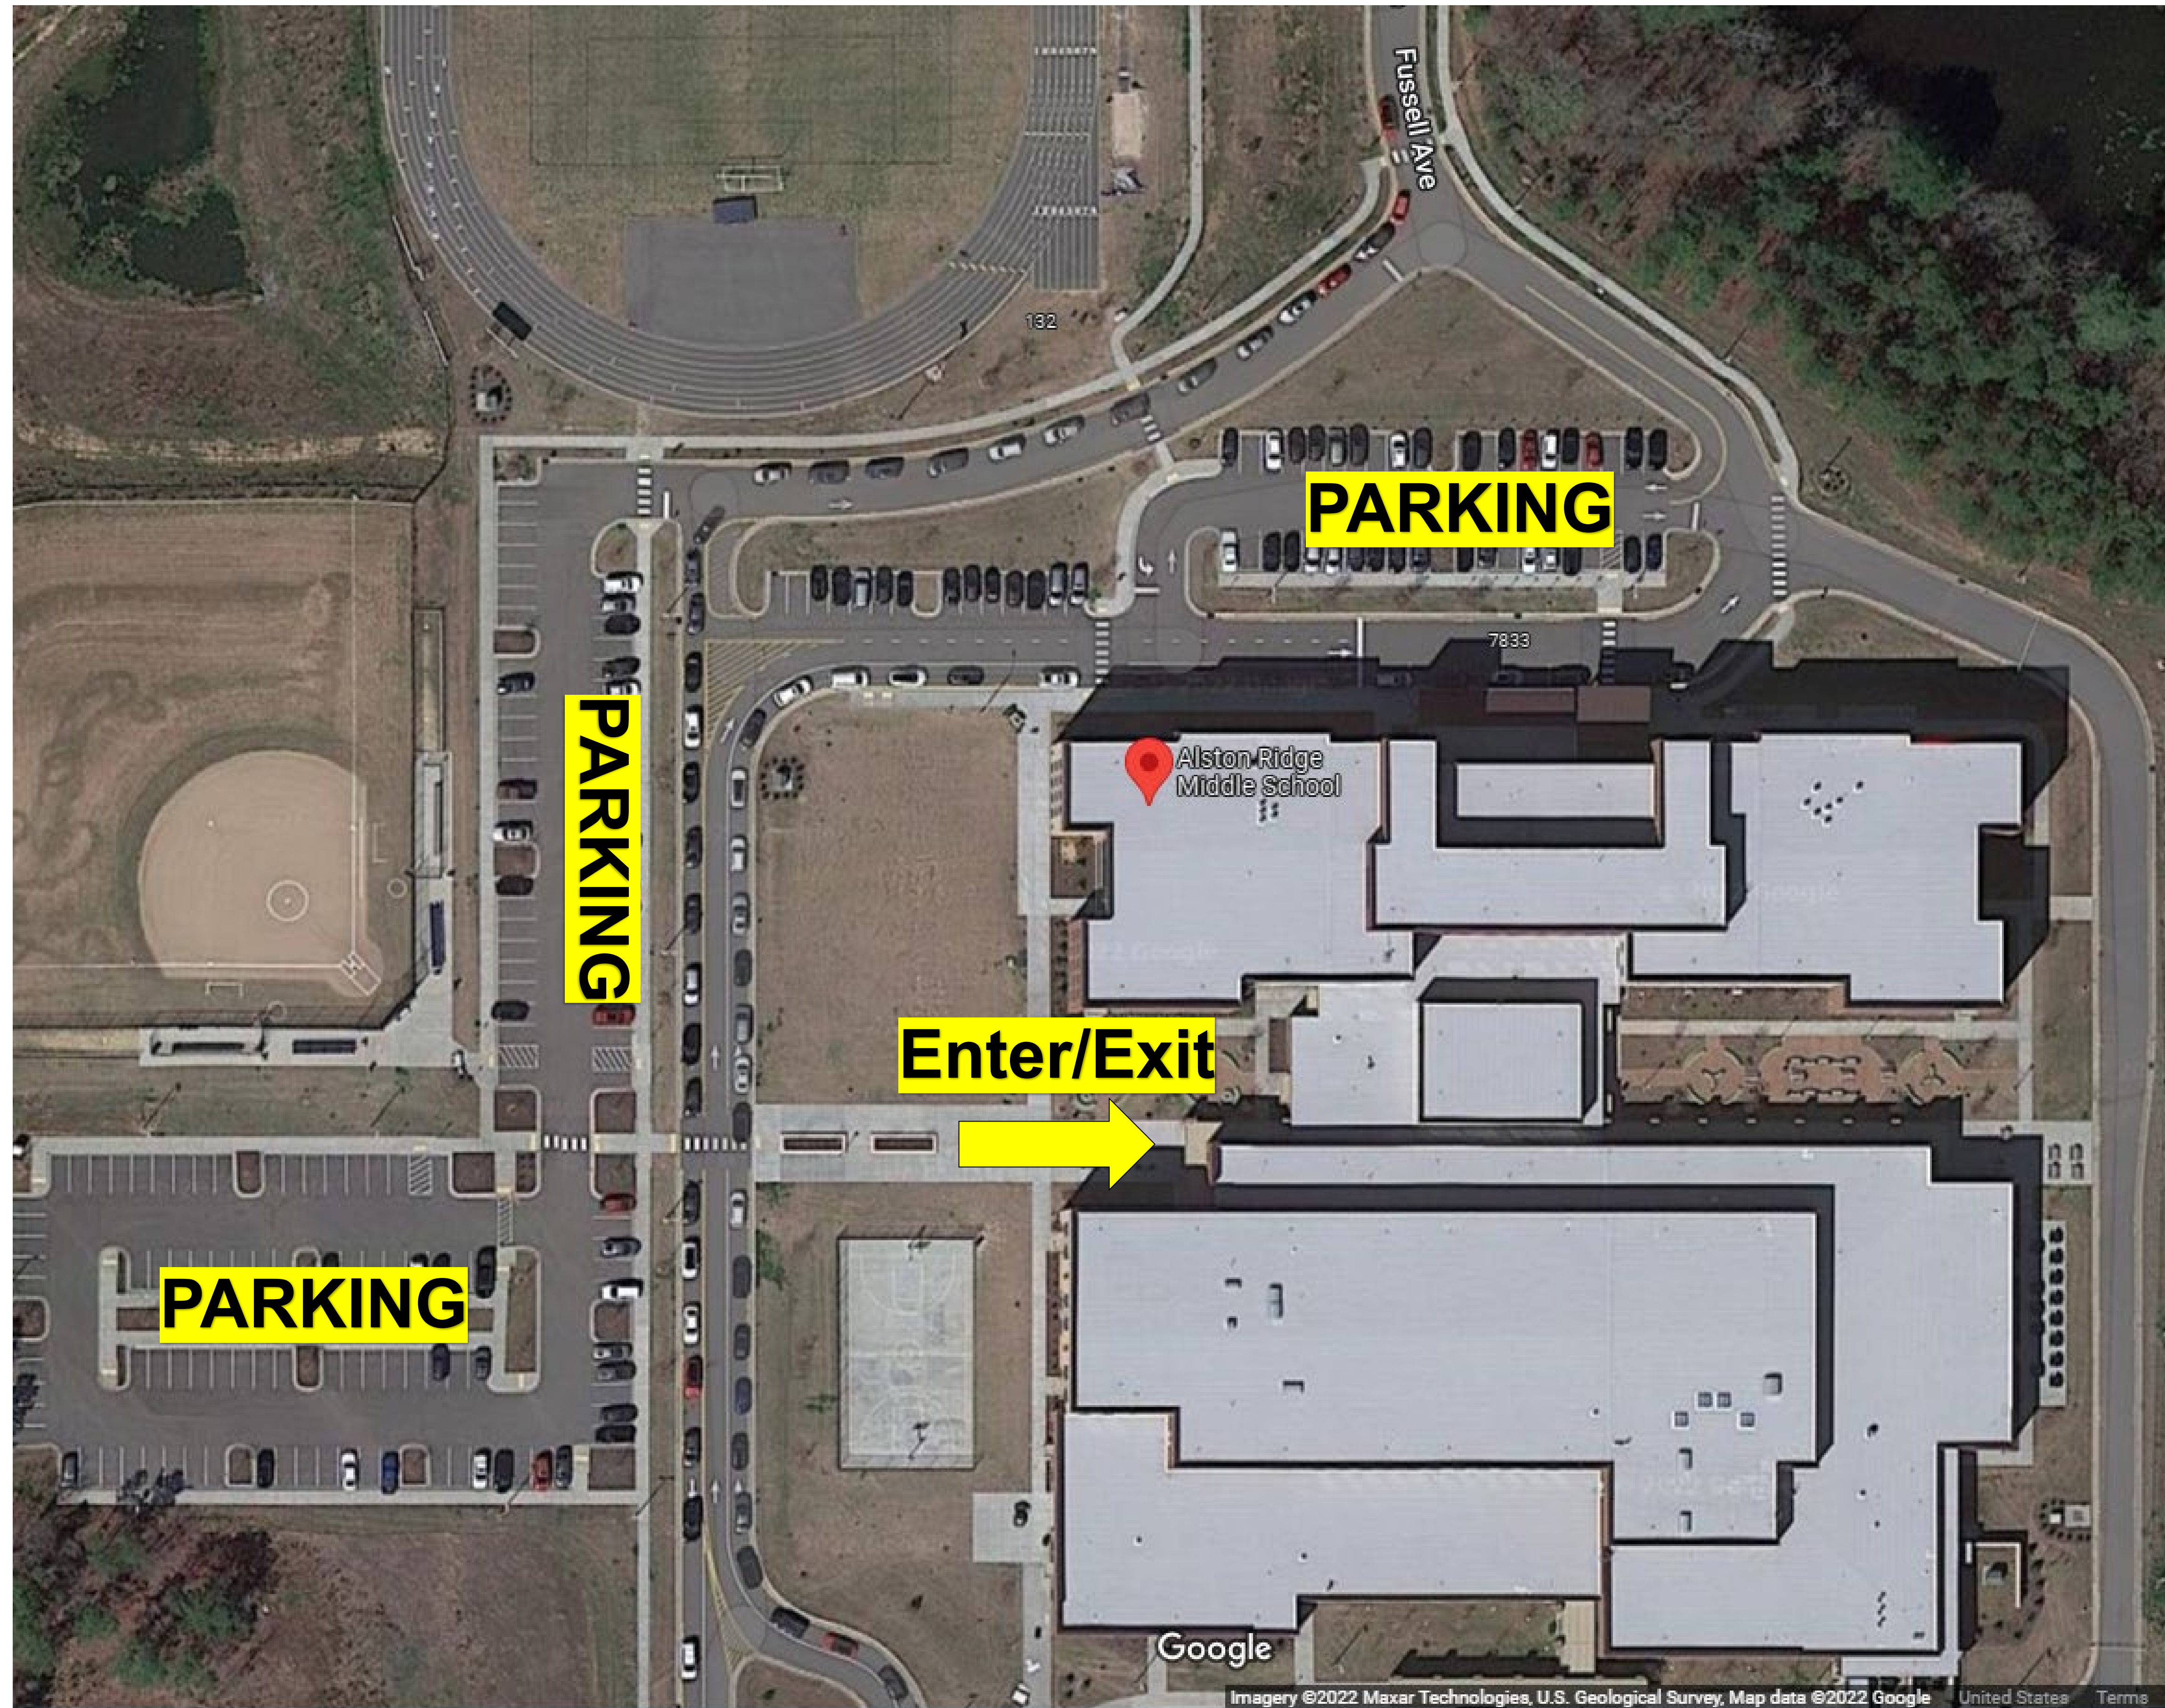 Fussell Ave
132
PARKING
7833
PARKING
Alston Ridge
Middle School
Enter/Exit
PARKING
Google
Imagery ©2022 Maxar Technologies, U.S. Geological Survey, Map data ©2022 Google
United States
Terms